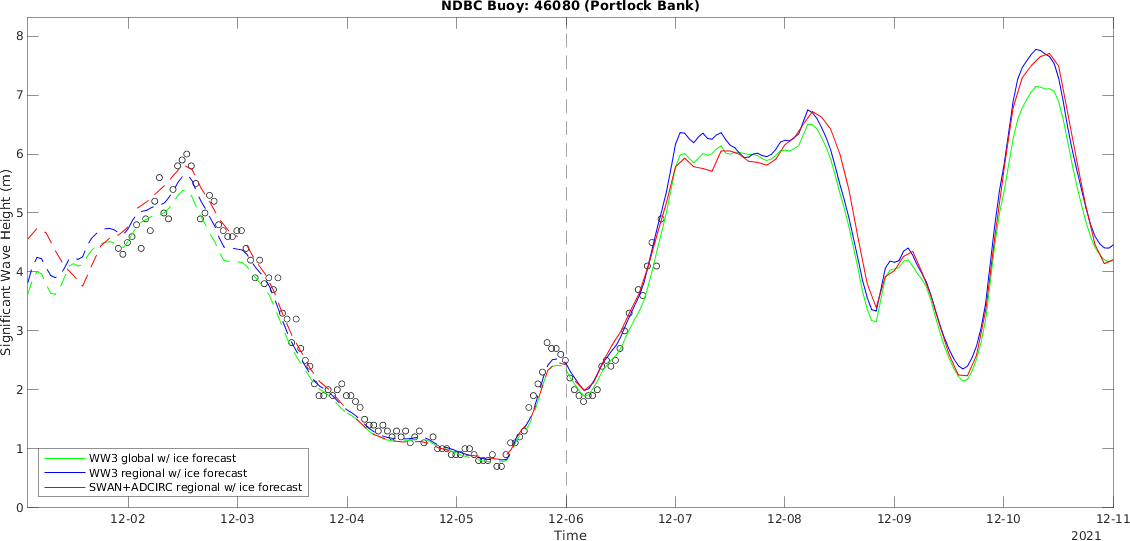 NDBC Buoy: 46080 (Portlock Bank)
8
7
6
5
4
3
2
1
0
Significant Wave Height (m)
WW3 global w/ ice forecast
WW3 regional w/ ice forecast
SWAN+ADCIRC regional w/ ice forecast
12-02 12-03 12-04 12-05 12-06 12-07 12-08 12-09 12-10 12-11
Time
2021